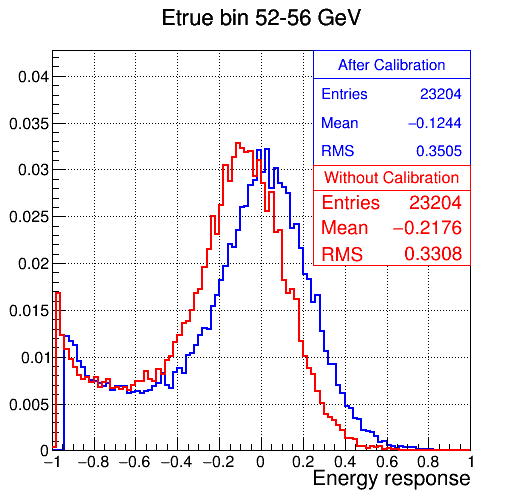 Etrue bin 52-56 GeV
After Calibration
Entries 23204
Mean −0.1244
RMS 0.3505
Without Calibration
Entries 23204
Mean −0.2176
RMS 0.3308
0.04
0.035
0.03
0.025
0.02
0.015
0.01
0.005
0
−1 −0.8 −0.6 −0.4 −0.2 0 0.2 0.4 0.6 0.8 1
Energy response